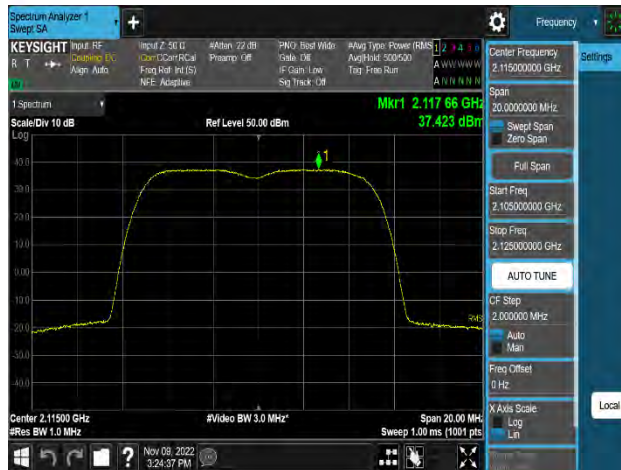 Spectrum Analyzer 1
Swept SA
+
Frequency
KEYSIGHT
R T
Input: RF
Coupling: DC
Align: Auto
Input Z: 50 Ω
Corr CCorr RCal
Freq Ref: Int (S)
NFE: Adaptive
#Atten: 22 dB
Preamp: Off
PNO: Best Wide
Gate: Off
IF Gain: Low
Sig Track: Off
#Avg Type: Power (RMS
Avg|Hold: 500/500
Trig: Free Run
A WWWWW
A N N N N N
1 Spectrum
Scale/Div 10 dB
Ref Level 50.00 dBm
Mkr1 2.117 66 GHz
37.423 dBm
Log
40.0
30.0
20.0
10.0
0.00
-10.0
-20.0
-30.0
-40.0
1
RMS
Center 2.11500 GHz
#Res BW 1.0 MHz
#Video BW 3.0 MHz*
Span 20.00 MHz
Sweep 1.00 ms (1001 pts
Nov 09, 2022
3:24:37 PM
?
Center Frequency
2.115000000 GHz
Span
20.0000000 MHz
Swept Span
Zero Span
Full Span
Start Freq
2.105000000 GHz
Stop Freq
2.125000000 GHz
AUTO TUNE
CF Step
2.000000 MHz
Auto
Man
Freq Offset
0 Hz
X Axis Scale
Log
Lin
Settings
Local